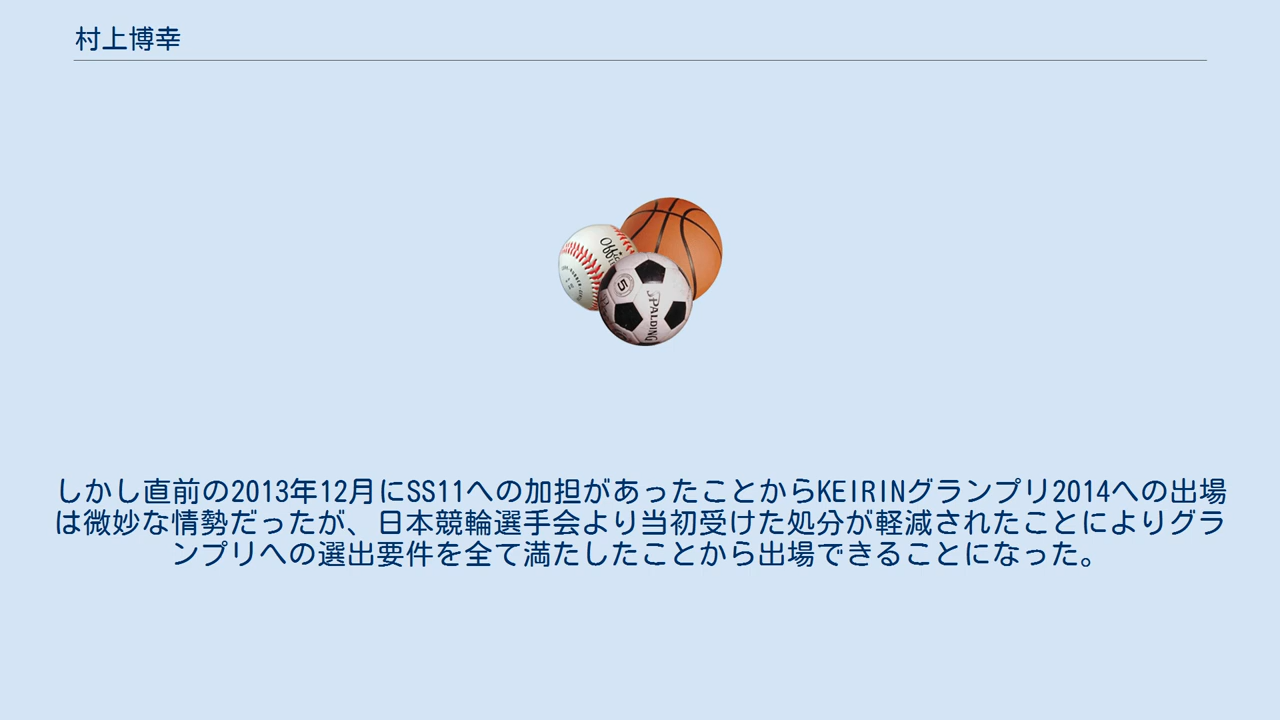 村上博幸
Offi
5
SPALDING
しかし直前の2013年12月にSS11への加担があったことからKEIRINグランプリ2014への出場
は微妙な情勢だったが、日本競輪選手会より当初受けた処分が軽減されたことによりグラ
ンプリへの選出要件を全て満たしたことから出場できることになった。